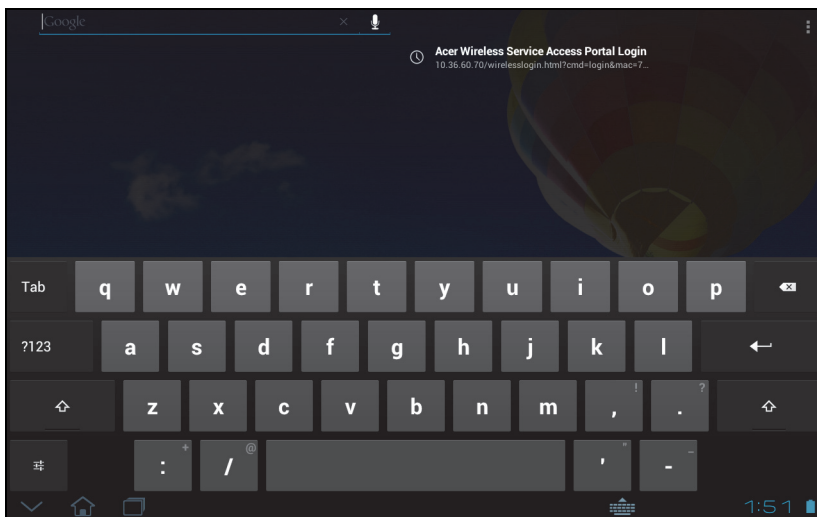 Google
Acer Wireless Service Access Portal Login
10.36.60.70/wirelesslogin.html?cmd=login&mac=7...
Tab q w e r t y u i o p
?123 a s d f g h j k l
z x c v b n m , ! . ?
: + / @ ' " - _
1:51